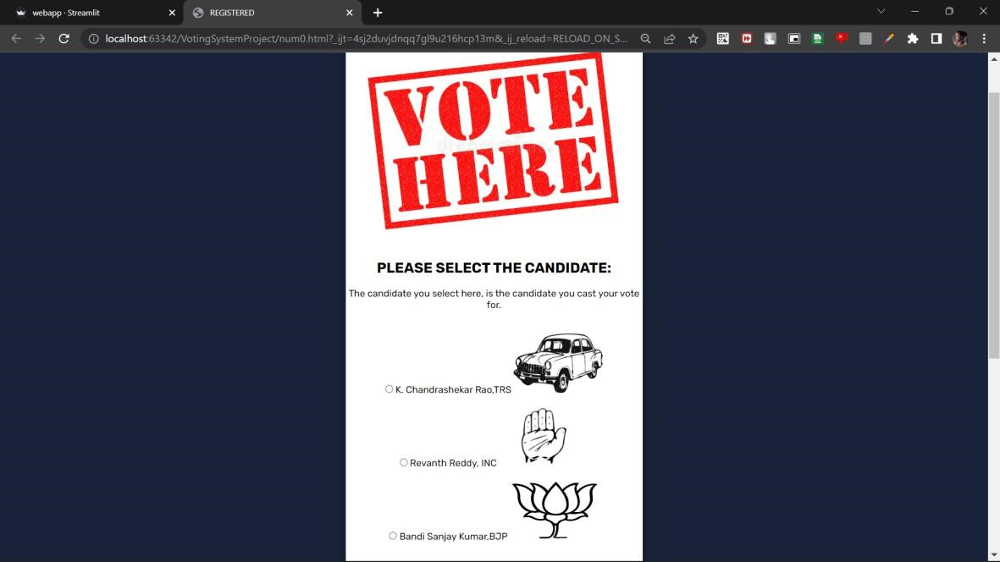 webapp · Streamlit
REGISTERED
localhost:63342/VotingSystemProject/num0.html?_ijt=4sj2duvjdnqq7gl9u216hcp13m&_ij_reload=RELOAD_ON_S...
VOTE
HERE
PLEASE SELECT THE CANDIDATE:
The candidate you select here, is the candidate you cast your vote
for.
K. Chandrashekar Rao,TRS
Revanth Reddy, INC
Bandi Sanjay Kumar,BJP